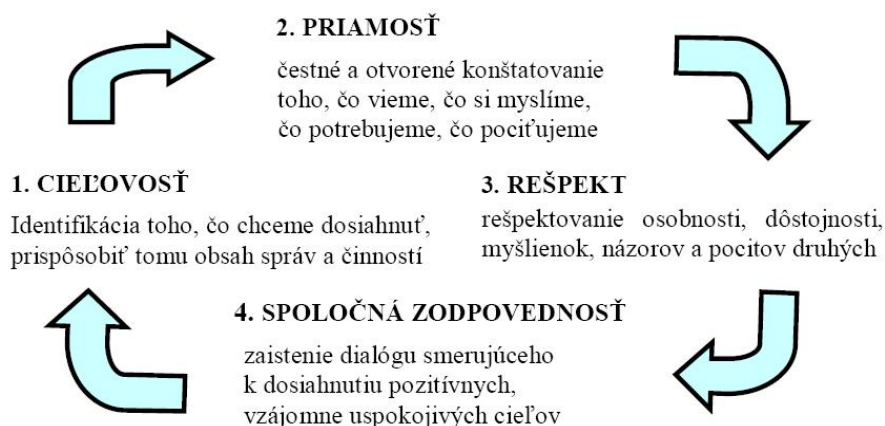 2. PRIAMOSŤ
čestné a otvorené konštatovanie
toho, čo vieme, čo si myslíme,
čo potrebujeme, čo pociťujeme
1. CIEĽOVOSŤ
Identifikácia toho, čo chceme dosiahnuť,
prispôsobiť tomu obsah správ a činností
3. REŠPEKT
rešpektovanie osobnosti, dôstojnosti,
myšlienok, názorov a pocitov druhých
4. SPOLOČNÁ ZODPOVEDNOSŤ
zaistenie dialógu smerujúceho
k dosiahnutiu pozitívnych,
vzájomne uspokojivých cieľov